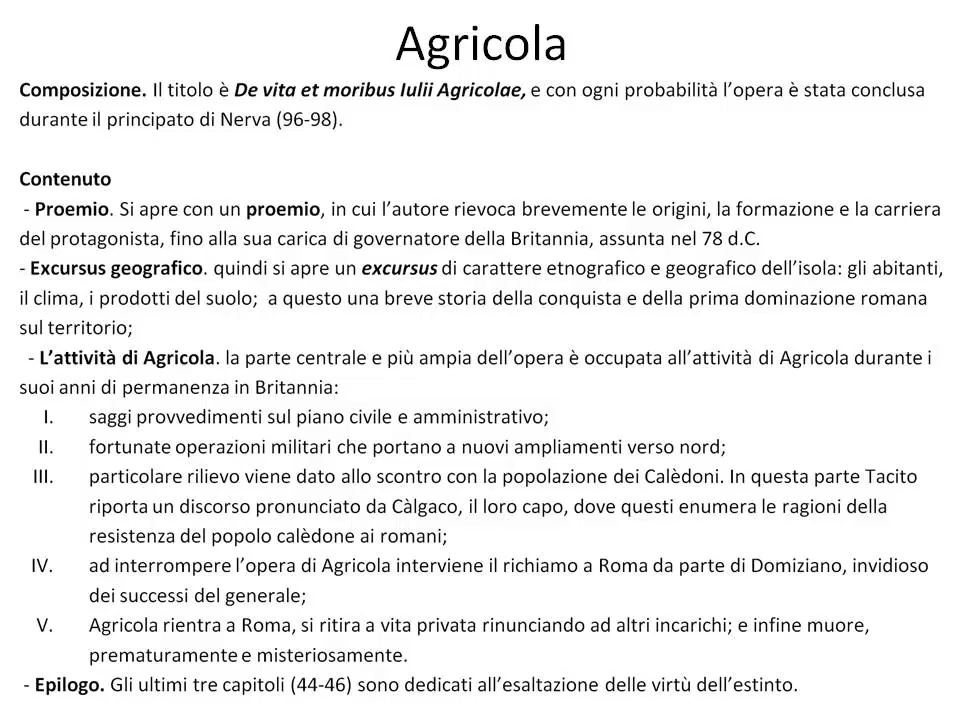 Agricola
Composizione. Il titolo è De vita et moribus Iulii Agricolae, e con ogni probabilità l'opera è stata conclusa
durante il principato di Nerva (96-98).
Contenuto
- Proemio. Si apre con un proemio, in cui l'autore rievoca brevemente le origini, la formazione e la carriera
del protagonista, fino alla sua carica di governatore della Britannia, assunta nel 78 d.C.
- Excursus geografico. quindi si apre un excursus di carattere etnografico e geografico dell'isola: gli abitanti,
il clima, i prodotti del suolo; a questo una breve storia della conquista e della prima dominazione romana
sul territorio;
- L'attività di Agricola. la parte centrale e più ampia dell'opera è occupata all'attività di Agricola durante i
suoi anni di permanenza in Britannia:
I. saggi provvedimenti sul piano civile e amministrativo;
II. fortunate operazioni militari che portano a nuovi ampliamenti verso nord;
III. particolare rilievo viene dato allo scontro con la popolazione dei Calèdoni. In questa parte Tacito
riporta un discorso pronunciato da Càlgaco, il loro capo, dove questi enumera le ragioni della
resistenza del popolo calèdone ai romani;
IV. ad interrompere l'opera di Agricola interviene il richiamo a Roma da parte di Domiziano, invidioso
dei successi del generale;
V. Agricola rientra a Roma, si ritira a vita privata rinunciando ad altri incarichi; e infine muore,
prematuramente e misteriosamente.
- Epilogo. Gli ultimi tre capitoli (44-46) sono dedicati all'esaltazione delle virtù dell'estinto.